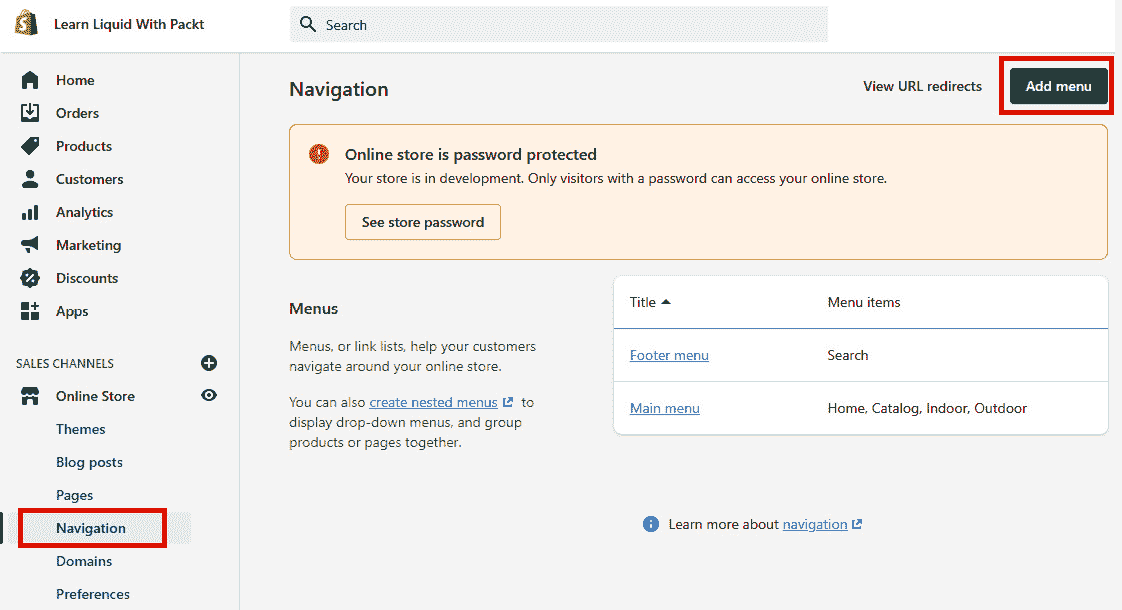 Learn Liquid With Packt
Search
Home
Orders
Products
Customers
Analytics
Marketing
Discounts
Apps
SALES CHANNELS
Online Store
Themes
Blog posts
Pages
Navigation
Domains
Preferences
Navigation
View URL redirects
Add menu
Online store is password protected
Your store is in development. Only visitors with a password can access your online store.
See store password
Menus
Menus, or link lists, help your customers
navigate around your online store.
You can also create nested menus to
display drop-down menus, and group
products or pages together.
Title Menu items
Footer menu Search
Main menu Home, Catalog, Indoor, Outdoor
Learn more about navigation